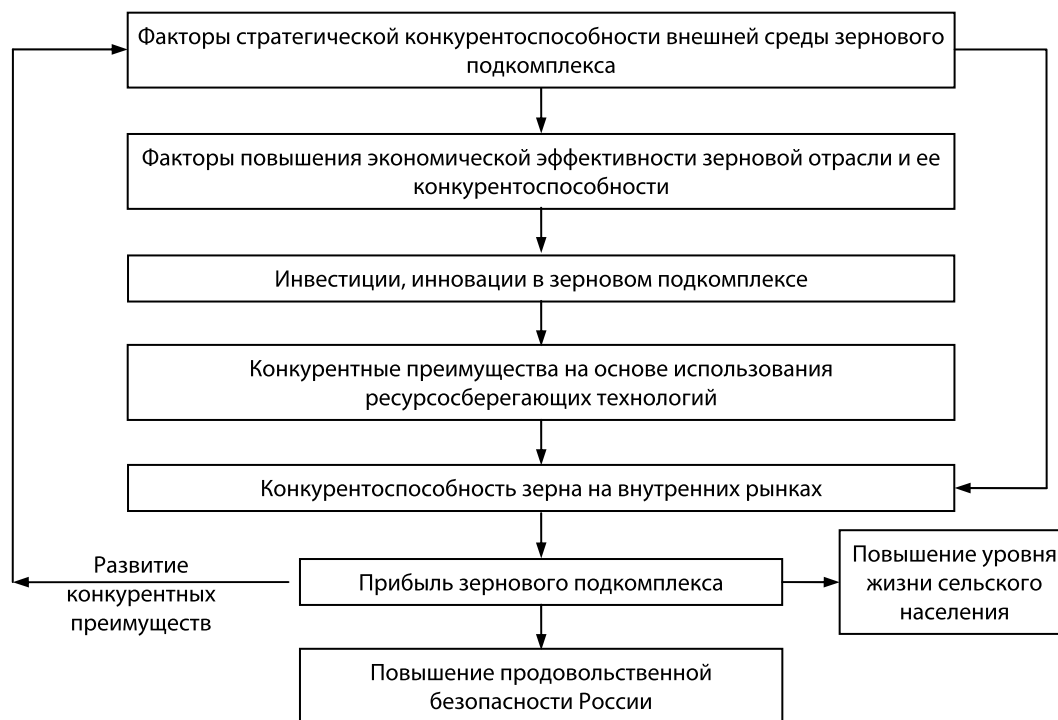 Факторы стратегической конкурентоспособности внешней среды зернового
подкомплекса
Факторы повышения экономической эффективности зерновой отрасли и ее
конкурентоспособности
Инвестиции, инновации в зерновом подкомплексе
Конкурентные преимущества на основе использования
ресурсосберегающих технологий
Конкурентоспособность зерна на внутренних рынках
Развитие
конкурентных
преимуществ
Прибыль зернового подкомплекса
Повышение уровня
жизни сельского
населения
Повышение продовольственной
безопасности России